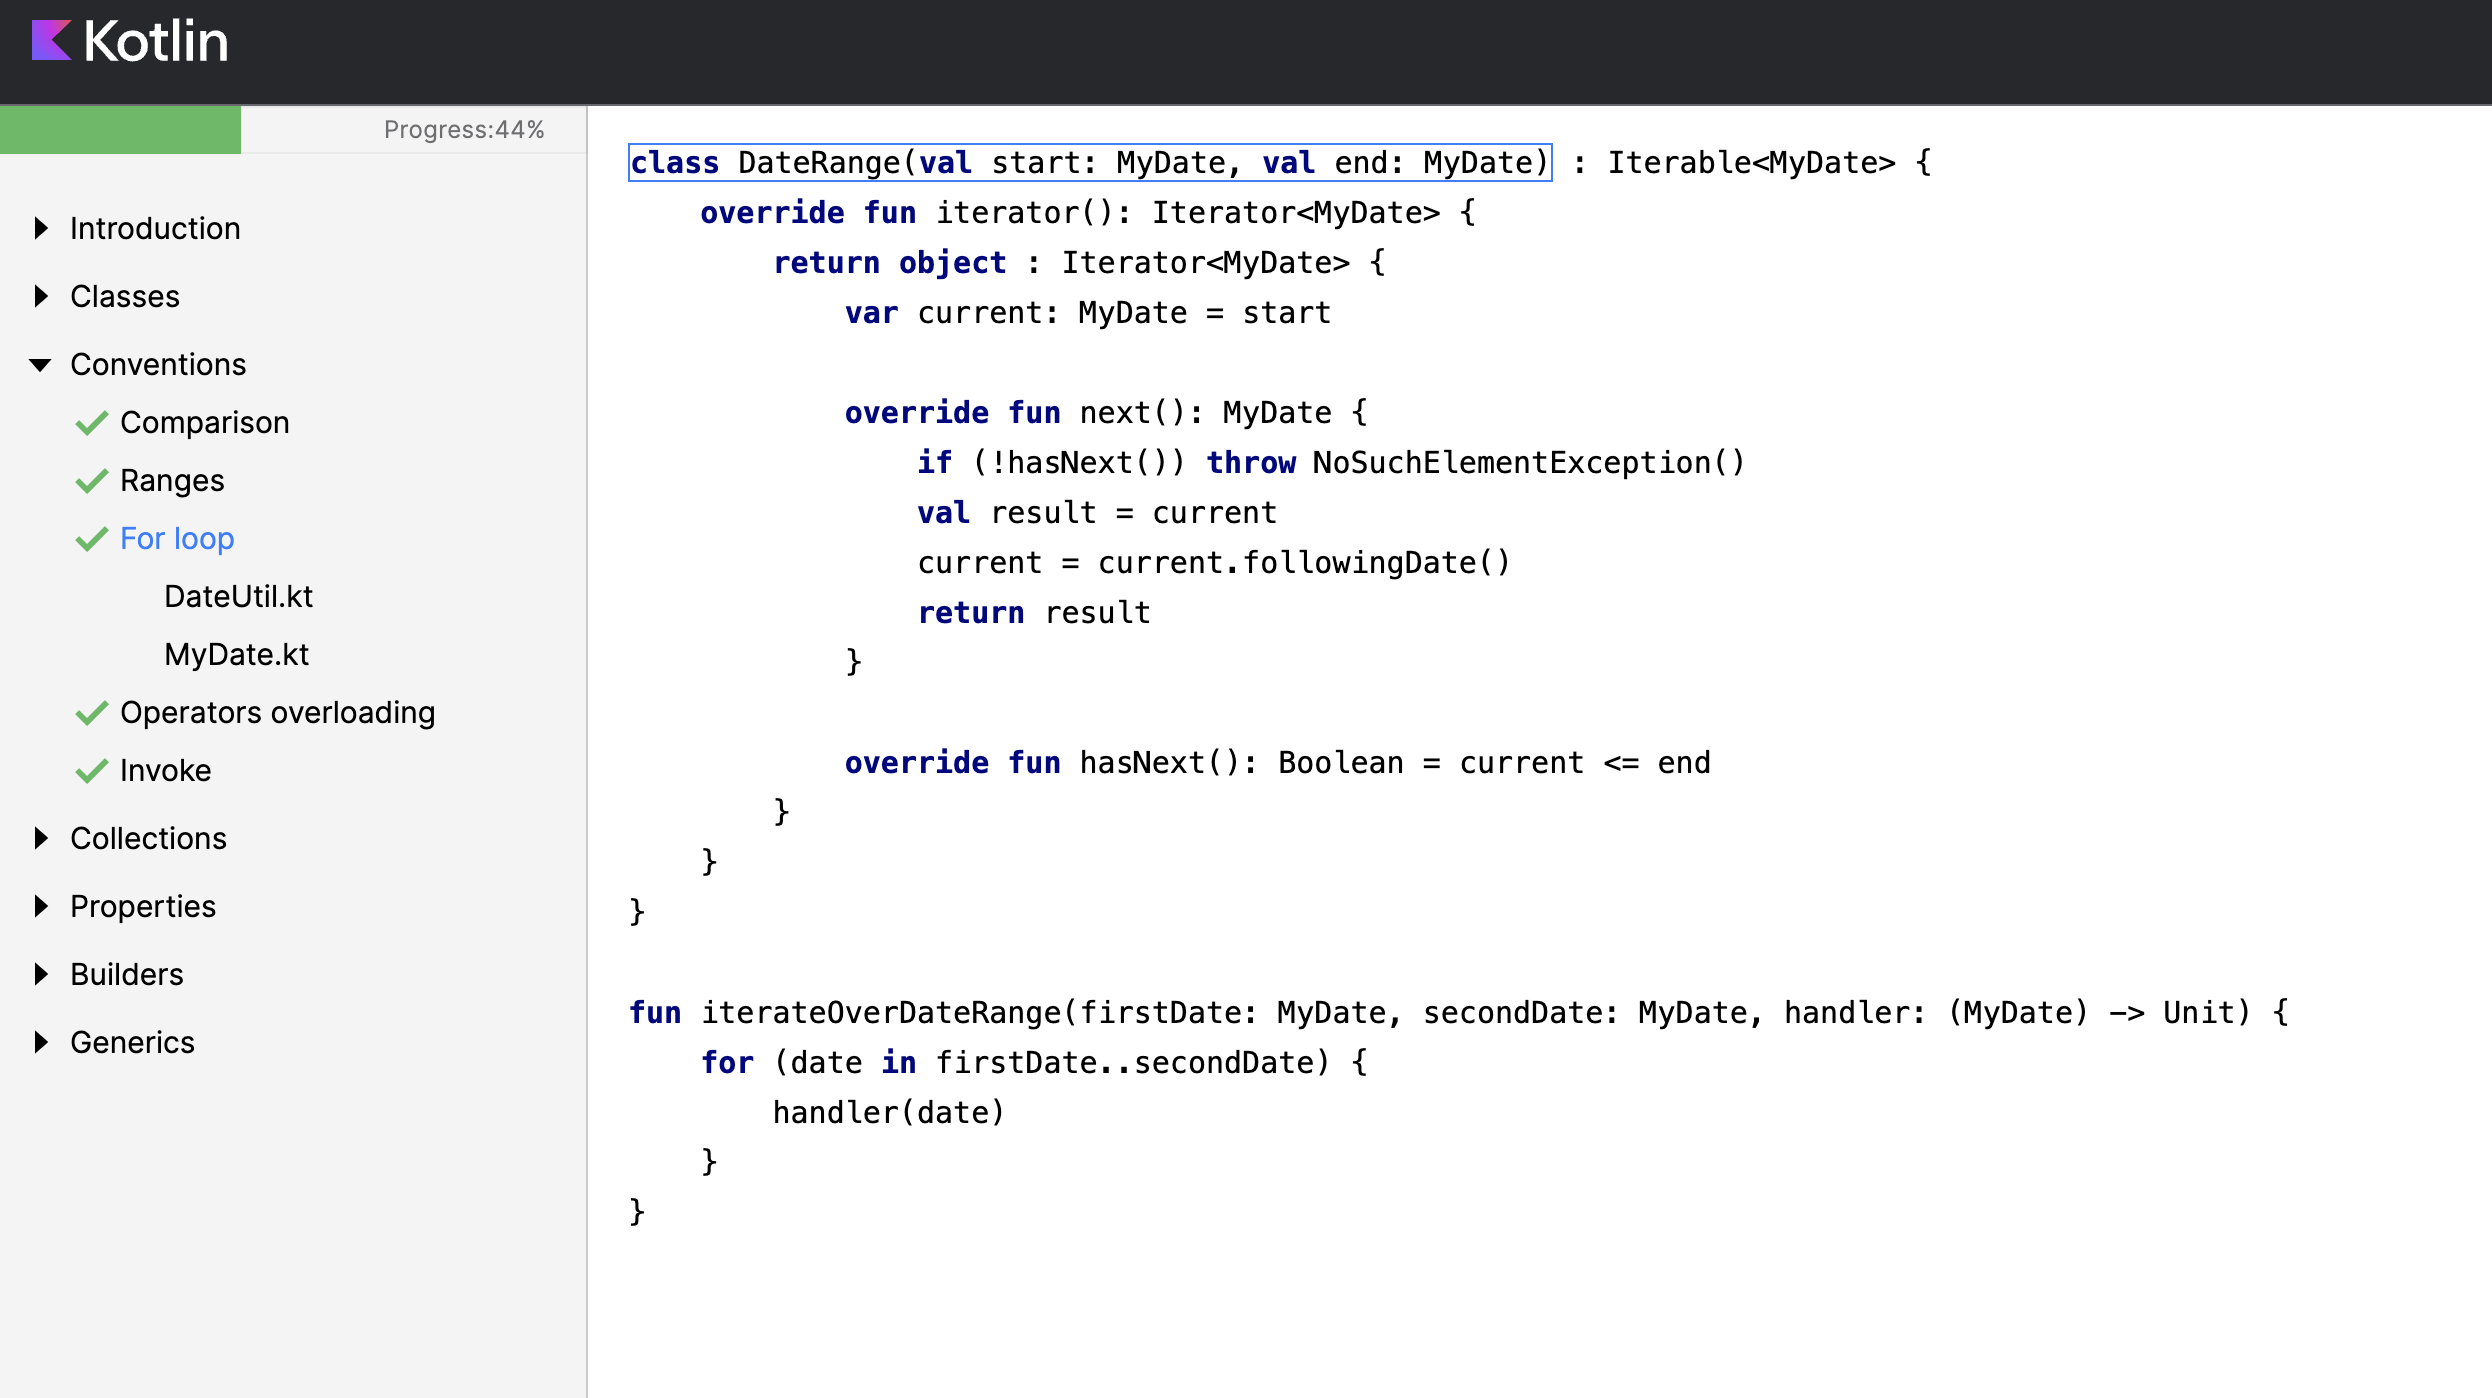 Kotlin
Progress:44%
Introduction
Classes
Conventions
Comparison
Ranges
For loop
DateUtil.kt
MyDate.kt
Operators overloading
Invoke
Collections
Properties
Builders
Generics
class DateRange(val start: MyDate, val end: MyDate) : Iterable<MyDate> {
    override fun iterator(): Iterator<MyDate> {
        return object : Iterator<MyDate> {
            var current: MyDate = start

            override fun next(): MyDate {
                if (!hasNext()) throw NoSuchElementException()
                val result = current
                current = current.followingDate()
                return result
            }

            override fun hasNext(): Boolean = current <= end
        }
    }
}

fun iterateOverDateRange(firstDate: MyDate, secondDate: MyDate, handler: (MyDate) -> Unit) {
    for (date in firstDate..secondDate) {
        handler(date)
    }
}